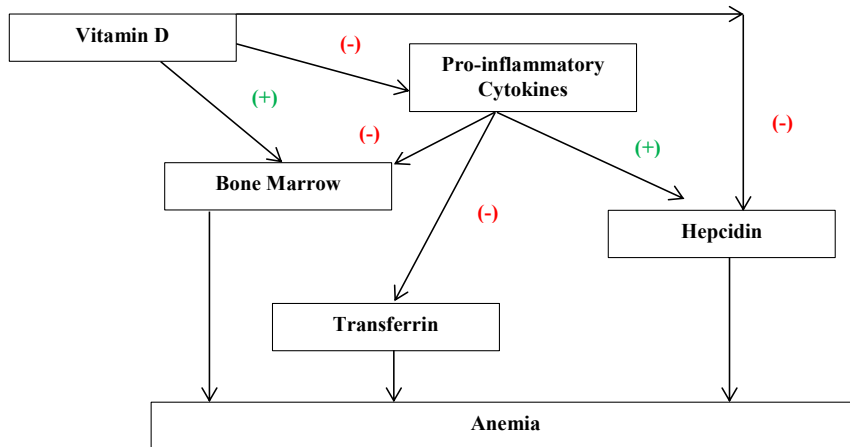 Vitamin D
(-)
Pro-inflammatory
Cytokines
(+)
(-)
(-)
(+)
Bone Marrow
(-)
Hepcidin
Transferrin
Anemia